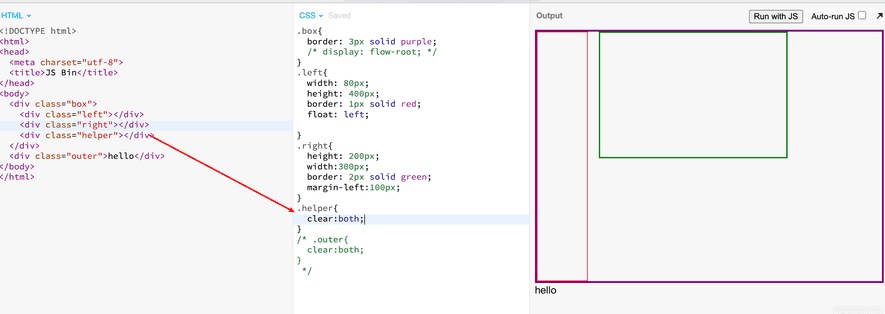 HTML
<!DOCTYPE html>
<html>
<head>
<meta charset="utf-8">
<title>JS Bin</title>
</head>
<body>
<div class="box">
<div class="left"></div>
<div class="right"></div>
<div class="helper"></div>
</div>
<div class="outer">hello</div>
</body>
</html>
CSS Saved
.box{
border: 3px solid purple;
/* display: flow-root; */
}
.left{
width: 80px;
height: 400px;
border: 1px solid red;
float: left;
}
.right{
height: 200px;
width:300px;
border: 2px solid green;
margin-left:100px;
}
.helper{
clear:both;
}
/* .outer{
clear:both;
}
*/
Output Run with JS Auto-run JS
hello